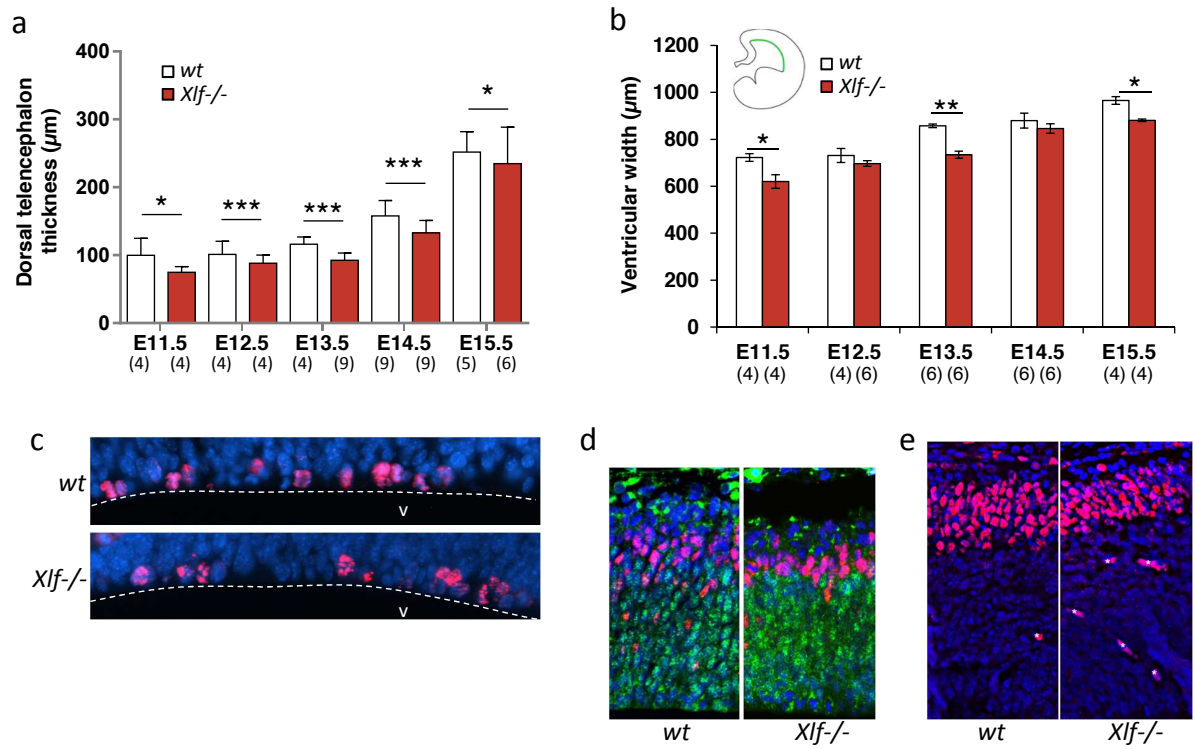 a
Dorsal telencephalon
thickness (µm)
400
300
200
100
0
wt
Xlf-/-
*
***
***
***
*
E11.5 E12.5 E13.5 E14.5 E15.5
(4) (4) (4) (4) (4) (9) (9) (9) (5) (6)
b
Ventricular width (µm)
1200
1000
800
600
400
200
0
wt
Xlf-/-
*
**
*
E11.5 E12.5 E13.5 E14.5 E15.5
(4) (4) (4) (6) (6) (6) (6) (6) (4) (4)
c
wt
v
Xlf-/-
v
d
wt Xlf-/-
e
* * * * * *
wt Xlf-/-